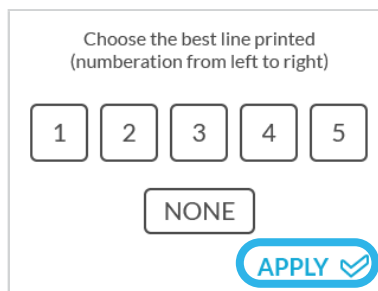 Choose the best line printed
(numberation from left to right)
1 2 3 4 5
NONE
APPLY